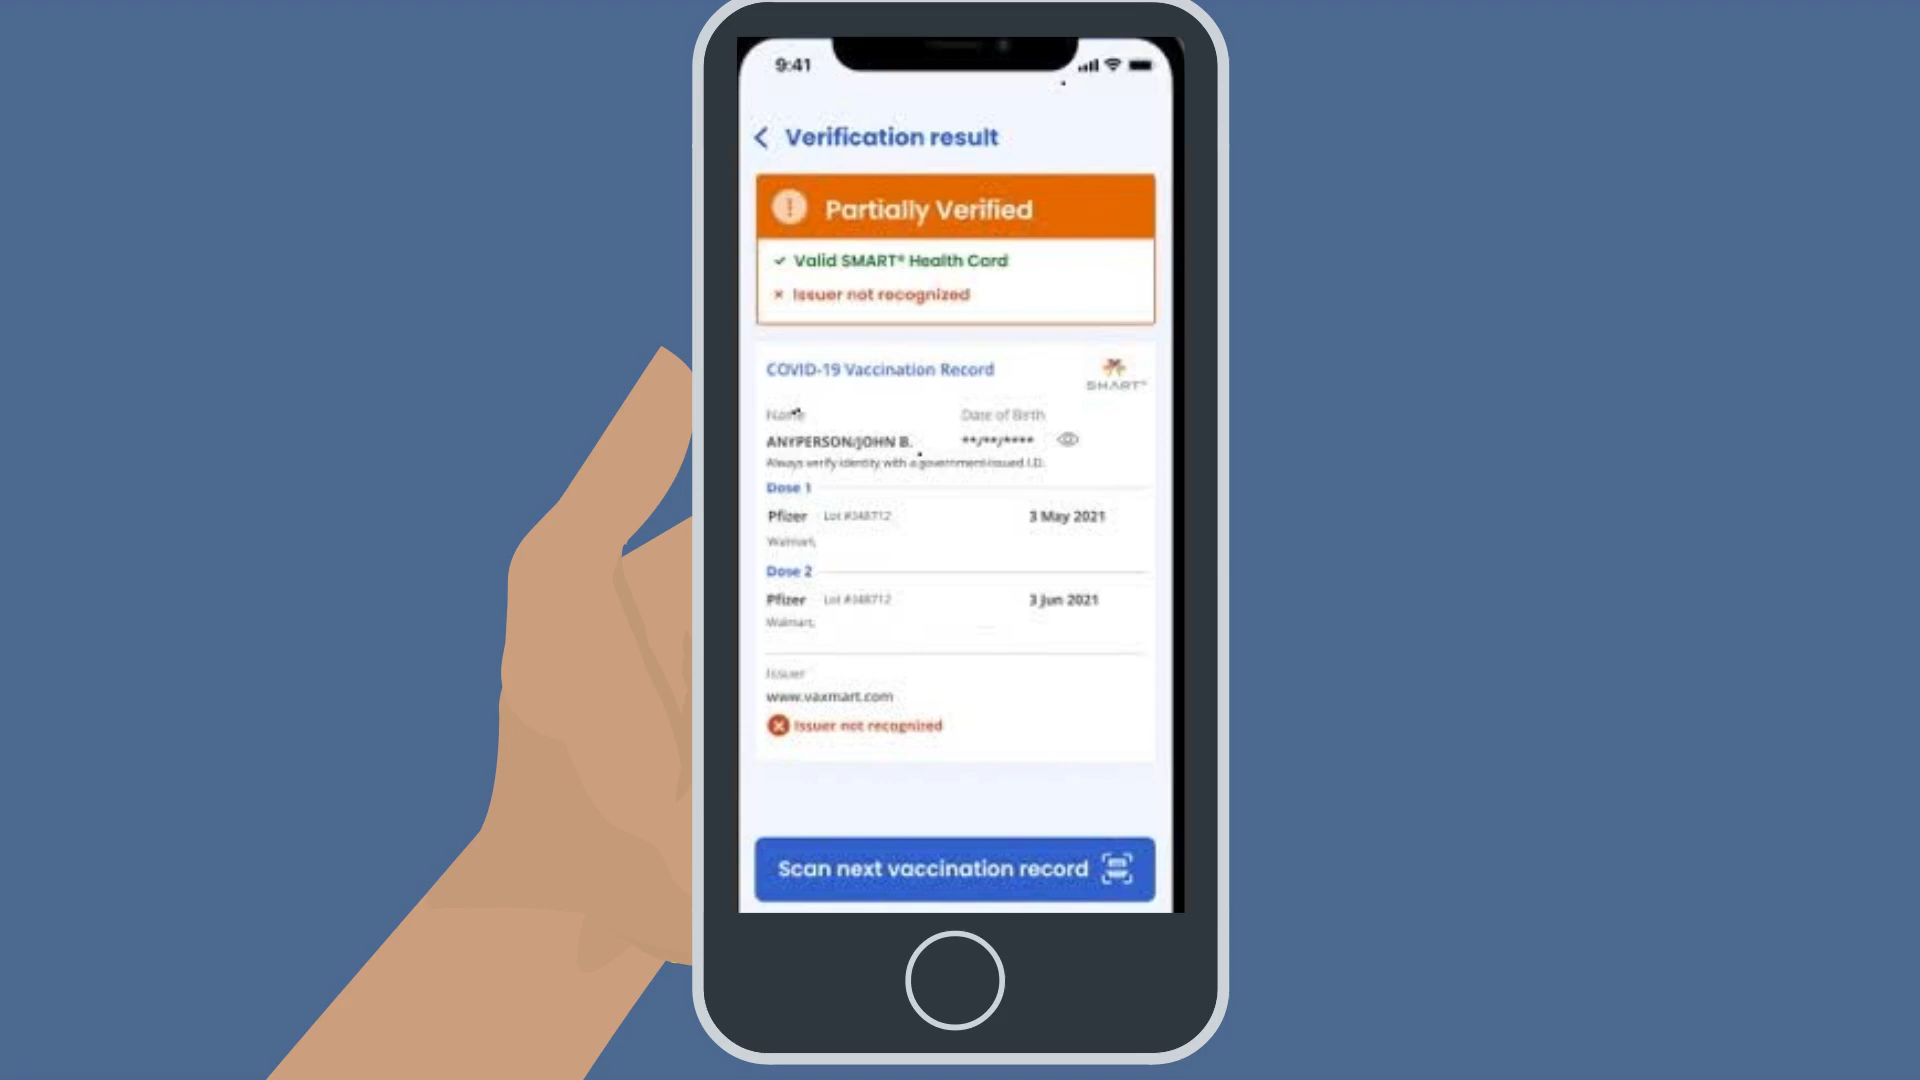 9:41
Verification result
Partially Verified
Valid SMART® Health Card
Issuer not recognized
COVID-19 Vaccination Record
SMART®
Name Date of Birth
ANYPERSON/JOHN B. **/**/****
Always verify identity with a government-issued I.D.
Dose 1
Pfizer Lot 3 May 2021
Walmart,
Dose 2
Pfizer Lot 3 Jun 2021
Walmart,
Issuer
www.vaxmart.com
Issuer not recognized
Scan next vaccination record